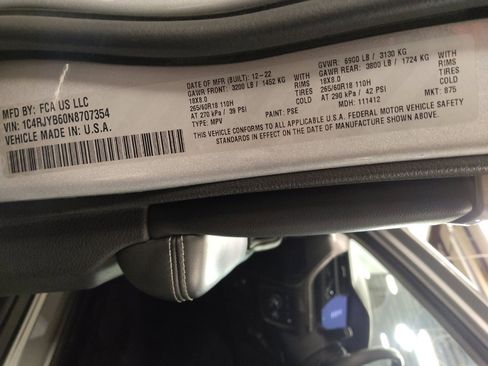 MFD BY: FCA US LLC
VIN: 1C4RJYB60N8707354
VEHICLE MADE IN: U.S.A.
DATE OF MFR (BUILT): 12-22
GAWR FRONT: 3200 LB / 1452 KG WITH
18X8.0 RIMS
265/60R18 110H TIRES
AT 270 kPa / 39 PSI COLD
TYPE: MPV PAINT: PSE
GVWR: 6900 LB / 3130 KG
GAWR REAR: 3800 LB / 1724 KG WITH
18X8.0 RIMS
265/60R18 110H TIRES
AT 290 kPa / 42 PSI COLD
MDH: 111412 MKT: 875
THIS VEHICLE CONFORMS TO ALL APPLICABLE U.S.A. FEDERAL MOTOR VEHICLE SAFETY
STANDARDS IN EFFECT ON THE DATE OF MANUFACTURE SHOWN ABOVE.